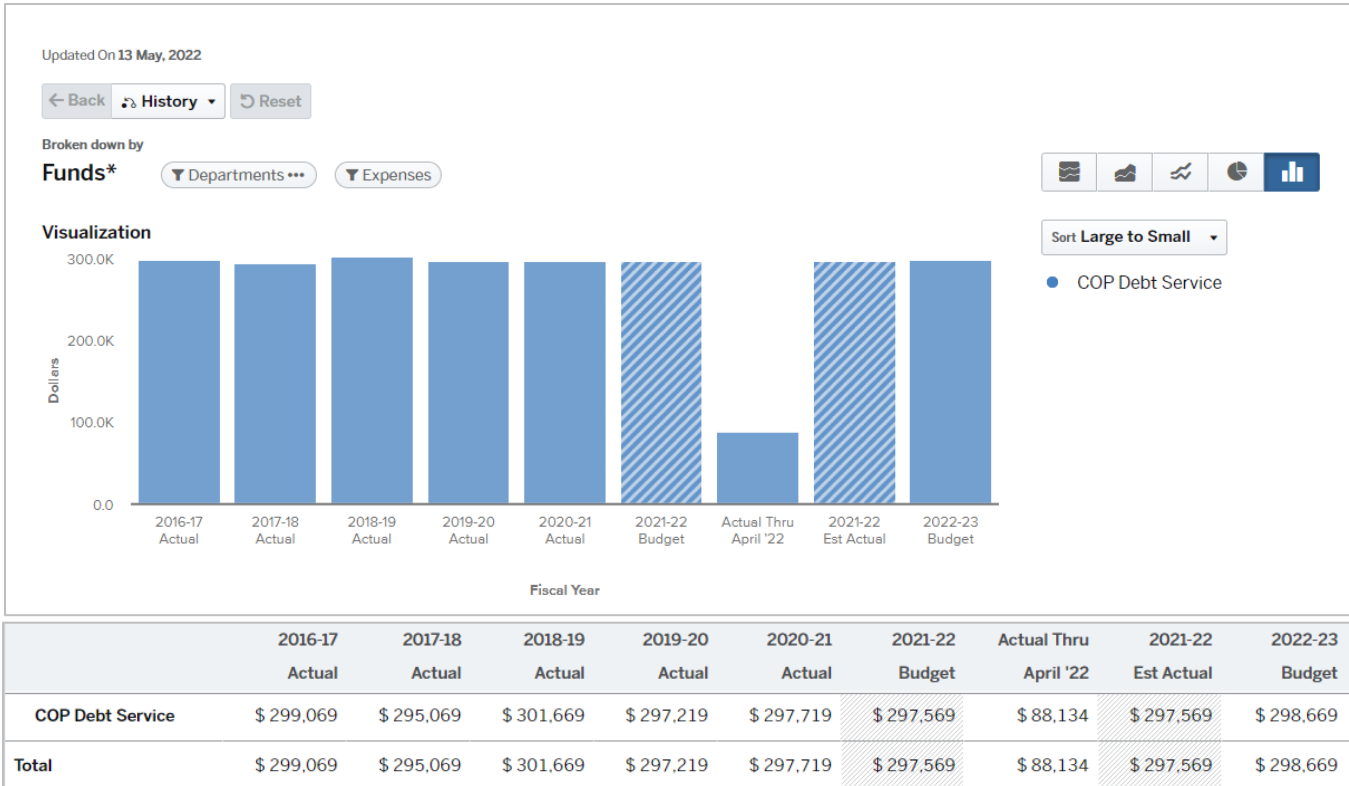 Updated On 13 May, 2022
Back History Reset
Broken down by
Funds* Departments ••• Expenses
Visualization
Sort Large to Small
COP Debt Service
300.0K
200.0K
100.0K
0.0
Dollars
2016-17 2017-18 2018-19 2019-20 2020-21 2021-22 Actual Thru 2021-22 2022-23
Actual Actual Actual Actual Actual Budget April '22 Est Actual Budget
Fiscal Year
2016-17 2017-18 2018-19 2019-20 2020-21 2021-22 Actual Thru 2021-22 2022-23
Actual Actual Actual Actual Actual Budget April '22 Est Actual Budget
COP Debt Service $ 299,069 $ 295,069 $ 301,669 $ 297,219 $ 297,719 $ 297,569 $ 88,134 $ 297,569 $ 298,669
Total $ 299,069 $ 295,069 $ 301,669 $ 297,219 $ 297,719 $ 297,569 $ 88,134 $ 297,569 $ 298,669